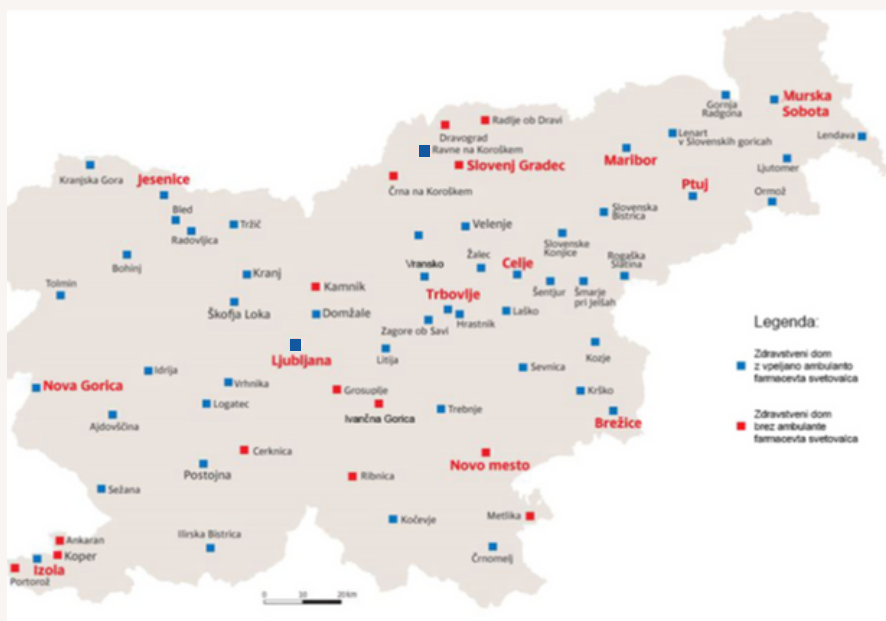 Murska
Sobota
Gornja
Radgona
Lendava
Radlje ob Dravi
Dravograd
Ravne na Koroškem
Slovenj Gradec
Črna na Koroškem
Maribor
Lenart
v Slovenskih goricah
Ljutomer
Ptuj
Ormož
Kranjska Gora
Jesenice
Bled
Radovljica
Tržič
Velenje
Slovenska
Bistrica
Slovenske
Konjice
Rogaška
Slatina
Bohinj
Kranj
Vransko
Žalec
Celje
Šentjur
Šmarje
pri Jelšah
Tolmin
Kamnik
Trbovlje
Škofja Loka
Domžale
Zagore ob Savi
Hrastnik
Laško
Ljubljana
Litija
Kozje
Sevnica
Idrija
Nova Gorica
Vrhnika
Logatec
Grosuplje
Ivančna Gorica
Trebnje
Krško
Brežice
Ajdovščina
Cerknica
Postojna
Ribnica
Novo mesto
Sežana
Metlika
Kočevje
Črnomelj
Ilirska Bistrica
Ankaran
Koper
Izola
Portorož
0 10 20km
Legenda:
Zdravstveni dom
z vpeljano ambulanto
farmacevta svetovalca
Zdravstveni dom
brez ambulante
farmacevta svetovalca